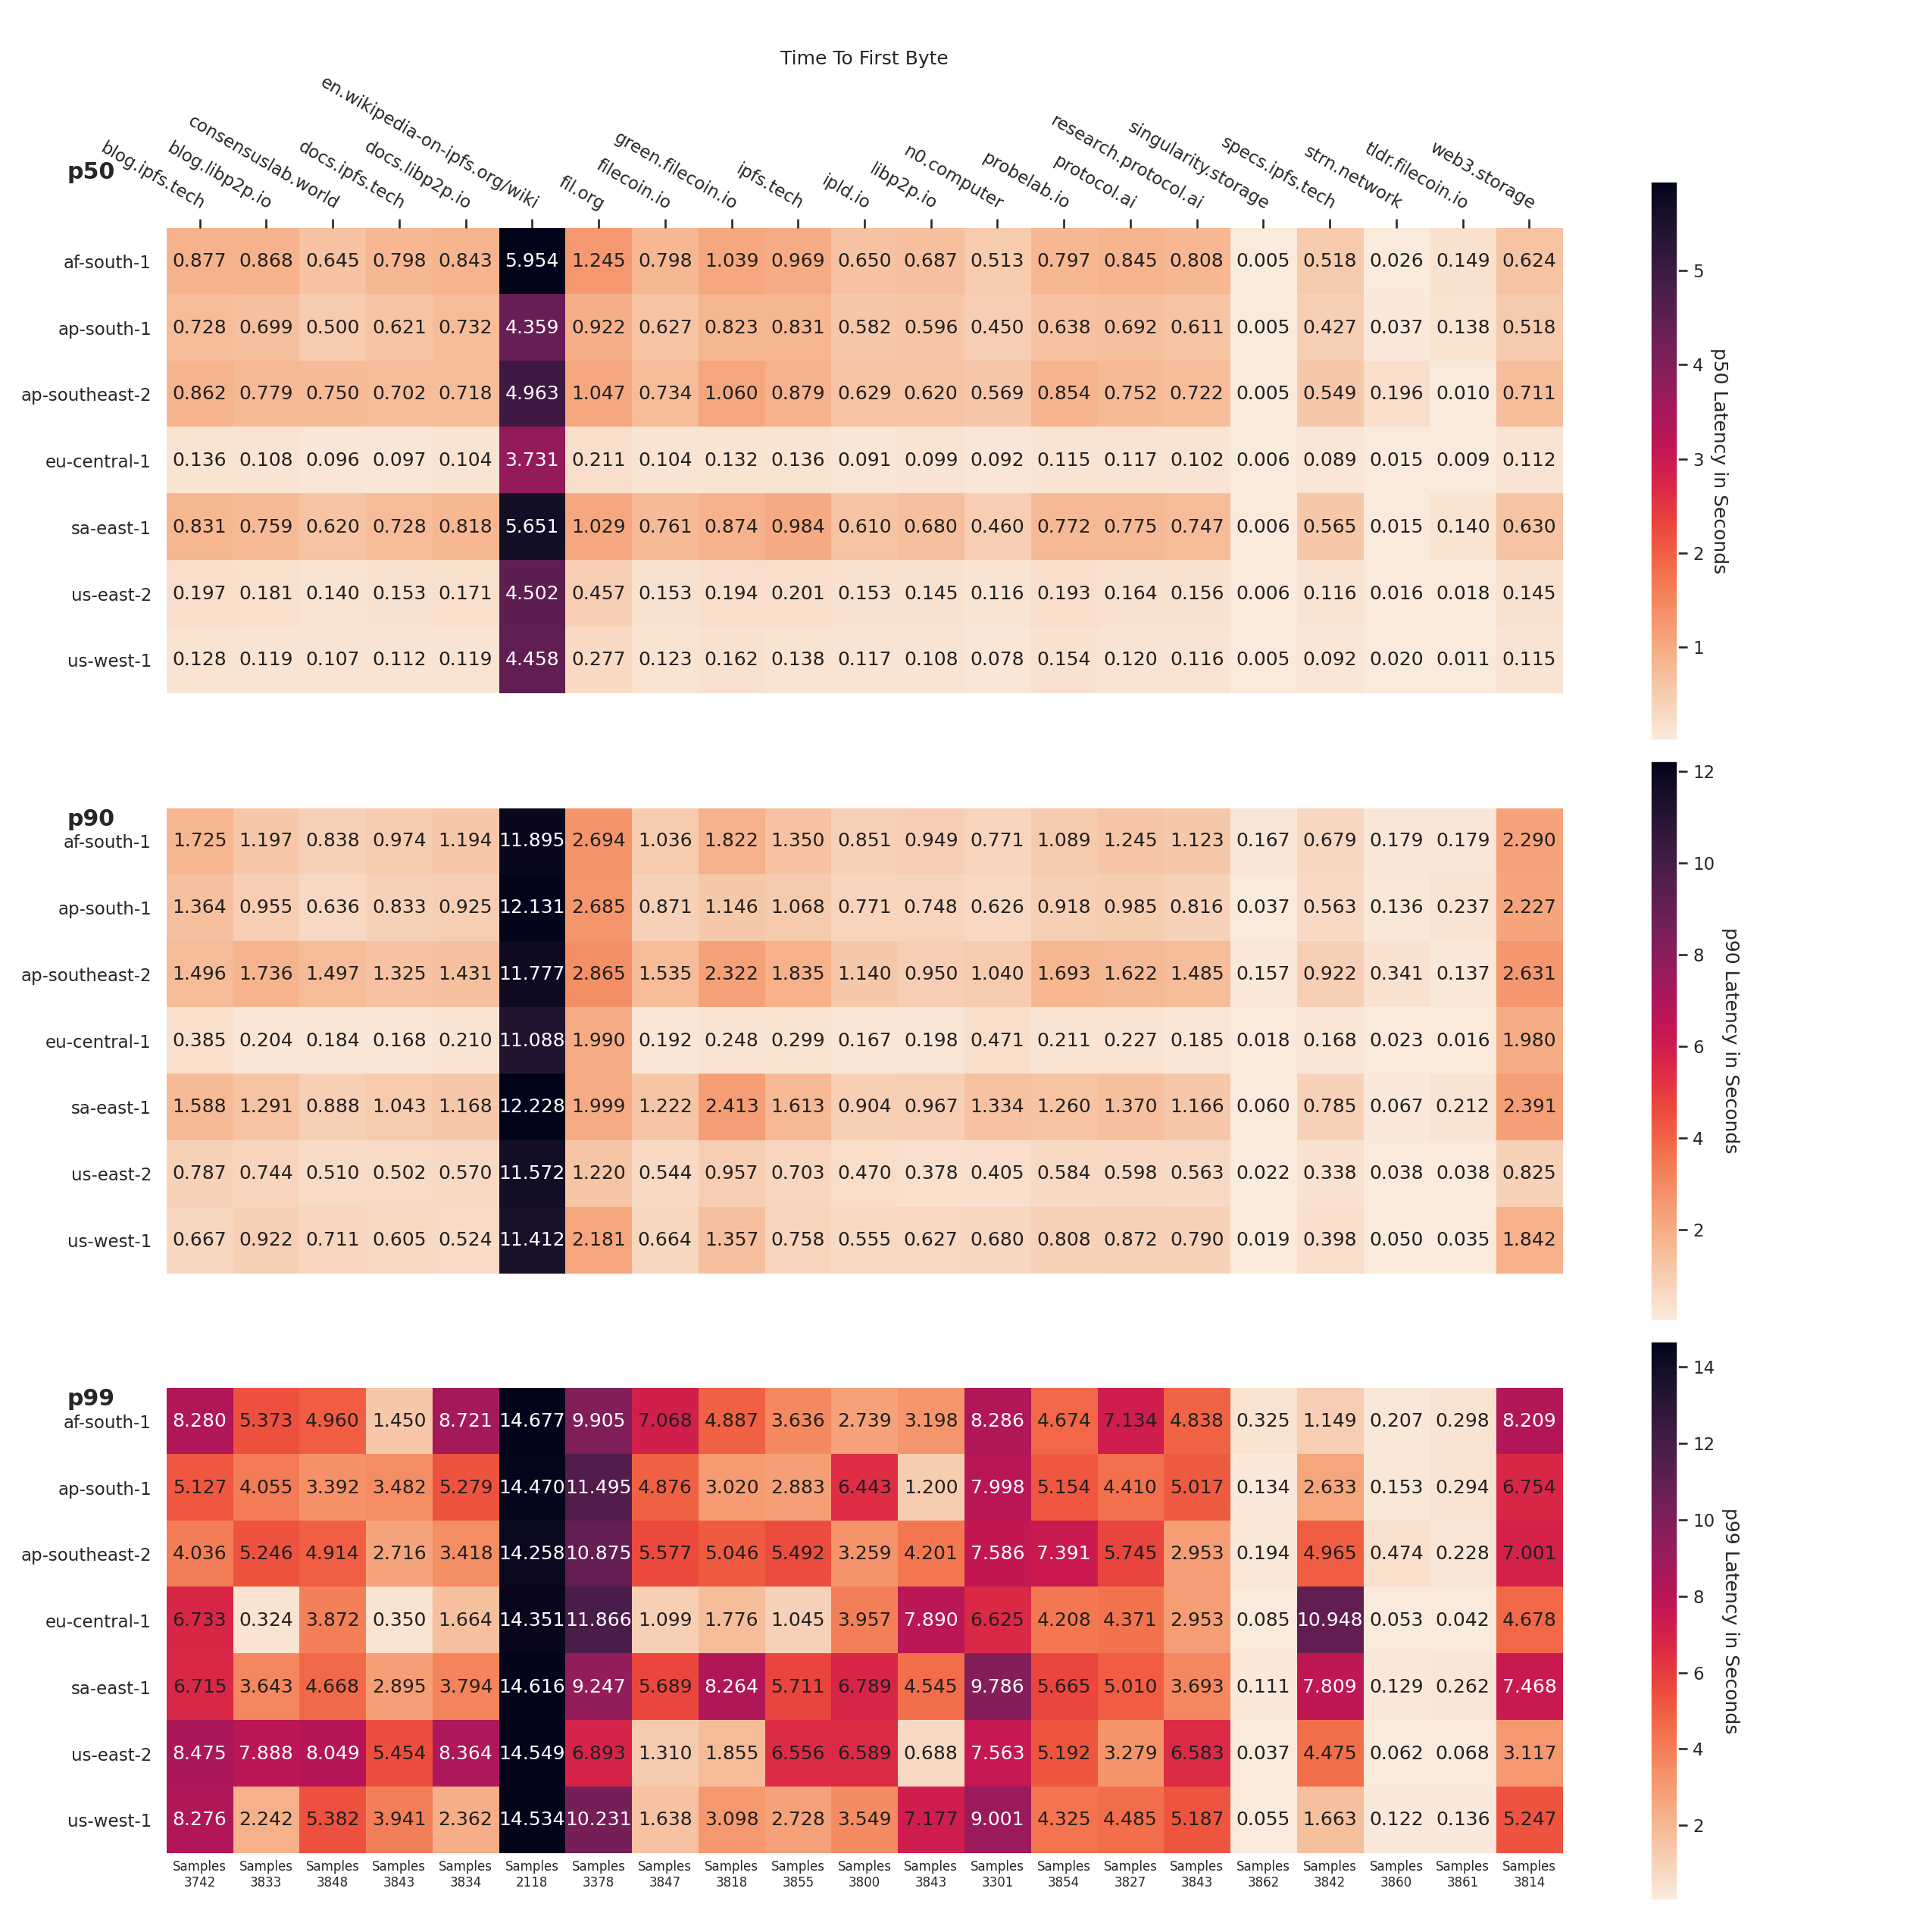 Time To First Byte
p50
blog.ipfs.tech
blog.libp2p.io
consensuslab.world
docs.ipfs.tech
docs.libp2p.io
en.wikipedia-on-ipfs.org/wiki
fil.org
filecoin.io
green.filecoin.io
ipfs.tech
ipld.io
libp2p.io
n0.computer
probelab.io
protocol.ai
research.protocol.ai
singularity.storage
specs.ipfs.tech
strn.network
tldr.filecoin.io
web3.storage
af-south-1 0.877 0.868 0.645 0.798 0.843 5.954 1.245 0.798 1.039 0.969 0.650 0.687 0.513 0.797 0.845 0.808 0.005 0.518 0.026 0.149 0.624
ap-south-1 0.728 0.699 0.500 0.621 0.732 4.359 0.922 0.627 0.823 0.831 0.582 0.596 0.450 0.638 0.692 0.611 0.005 0.427 0.037 0.138 0.518
ap-southeast-2 0.862 0.779 0.750 0.702 0.718 4.963 1.047 0.734 1.060 0.879 0.629 0.620 0.569 0.854 0.752 0.722 0.005 0.549 0.196 0.010 0.711
eu-central-1 0.136 0.108 0.096 0.097 0.104 3.731 0.211 0.104 0.132 0.136 0.091 0.099 0.092 0.115 0.117 0.102 0.006 0.089 0.015 0.009 0.112
sa-east-1 0.831 0.759 0.620 0.728 0.818 5.651 1.029 0.761 0.874 0.984 0.610 0.680 0.460 0.772 0.775 0.747 0.006 0.565 0.015 0.140 0.630
us-east-2 0.197 0.181 0.140 0.153 0.171 4.502 0.457 0.153 0.194 0.201 0.153 0.145 0.116 0.193 0.164 0.156 0.006 0.116 0.016 0.018 0.145
us-west-1 0.128 0.119 0.107 0.112 0.119 4.458 0.277 0.123 0.162 0.138 0.117 0.108 0.078 0.154 0.120 0.116 0.005 0.092 0.020 0.011 0.115
5
4
3
2
1
p50 Latency in Seconds
p90
af-south-1 1.725 1.197 0.838 0.974 1.194 11.895 2.694 1.036 1.822 1.350 0.851 0.949 0.771 1.089 1.245 1.123 0.167 0.679 0.179 0.179 2.290
ap-south-1 1.364 0.955 0.636 0.833 0.925 12.131 2.685 0.871 1.146 1.068 0.771 0.748 0.626 0.918 0.985 0.816 0.037 0.563 0.136 0.237 2.227
ap-southeast-2 1.496 1.736 1.497 1.325 1.431 11.777 2.865 1.535 2.322 1.835 1.140 0.950 1.040 1.693 1.622 1.485 0.157 0.922 0.341 0.137 2.631
eu-central-1 0.385 0.204 0.184 0.168 0.210 11.088 1.990 0.192 0.248 0.299 0.167 0.198 0.471 0.211 0.227 0.185 0.018 0.168 0.023 0.016 1.980
sa-east-1 1.588 1.291 0.888 1.043 1.168 12.228 1.999 1.222 2.413 1.613 0.904 0.967 1.334 1.260 1.370 1.166 0.060 0.785 0.067 0.212 2.391
us-east-2 0.787 0.744 0.510 0.502 0.570 11.572 1.220 0.544 0.957 0.703 0.470 0.378 0.405 0.584 0.598 0.563 0.022 0.338 0.038 0.038 0.825
us-west-1 0.667 0.922 0.711 0.605 0.524 11.412 2.181 0.664 1.357 0.758 0.555 0.627 0.680 0.808 0.872 0.790 0.019 0.398 0.050 0.035 1.842
12
10
8
6
4
2
p90 Latency in Seconds
p99
af-south-1 8.280 5.373 4.960 1.450 8.721 14.677 9.905 7.068 4.887 3.636 2.739 3.198 8.286 4.674 7.134 4.838 0.325 1.149 0.207 0.298 8.209
ap-south-1 5.127 4.055 3.392 3.482 5.279 14.470 11.495 4.876 3.020 2.883 6.443 1.200 7.998 5.154 4.410 5.017 0.134 2.633 0.153 0.294 6.754
ap-southeast-2 4.036 5.246 4.914 2.716 3.418 14.258 10.875 5.577 5.046 5.492 3.259 4.201 7.586 7.391 5.745 2.953 0.194 4.965 0.474 0.228 7.001
eu-central-1 6.733 0.324 3.872 0.350 1.664 14.351 11.866 1.099 1.776 1.045 3.957 7.890 6.625 4.208 4.371 2.953 0.085 10.948 0.053 0.042 4.678
sa-east-1 6.715 3.643 4.668 2.895 3.794 14.616 9.247 5.689 8.264 5.711 6.789 4.545 9.786 5.665 5.010 3.693 0.111 7.809 0.129 0.262 7.468
us-east-2 8.475 7.888 8.049 5.454 8.364 14.549 6.893 1.310 1.855 6.556 6.589 0.688 7.563 5.192 3.279 6.583 0.037 4.475 0.062 0.068 3.117
us-west-1 8.276 2.242 5.382 3.941 2.362 14.534 10.231 1.638 3.098 2.728 3.549 7.177 9.001 4.325 4.485 5.187 0.055 1.663 0.122 0.136 5.247
Samples Samples Samples Samples Samples Samples Samples Samples Samples Samples Samples Samples Samples Samples Samples Samples Samples Samples Samples Samples Samples
3742 3833 3848 3843 3834 2118 3378 3847 3818 3855 3800 3843 3301 3854 3827 3843 3862 3842 3860 3861 3814
14
12
10
8
6
4
2
p99 Latency in Seconds